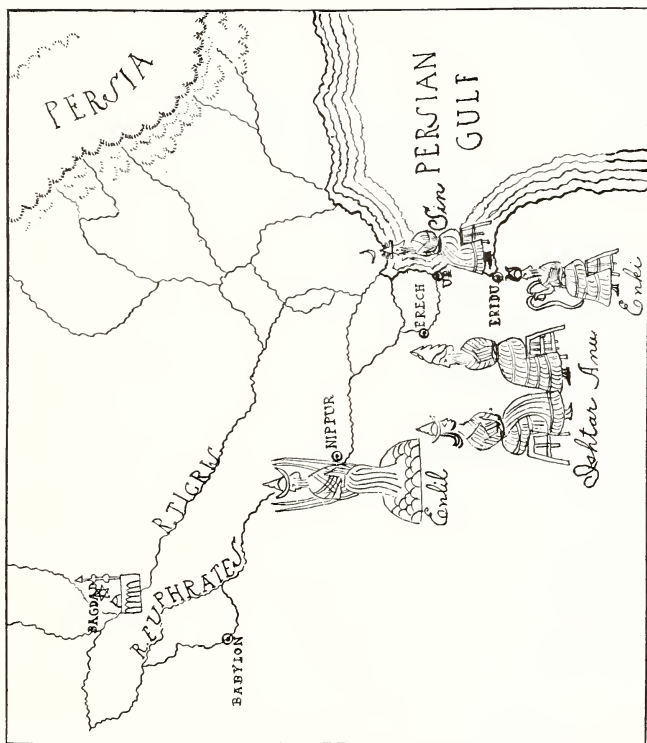 PERSIA
PERSIAN
GULF
R. TIGRIS
BAGDAD
R. EUPHRATES
BABYLON
NIPPUR
Enlil
ERECH
UR
Sin
ERIDU
Enki
Ishtar Anu